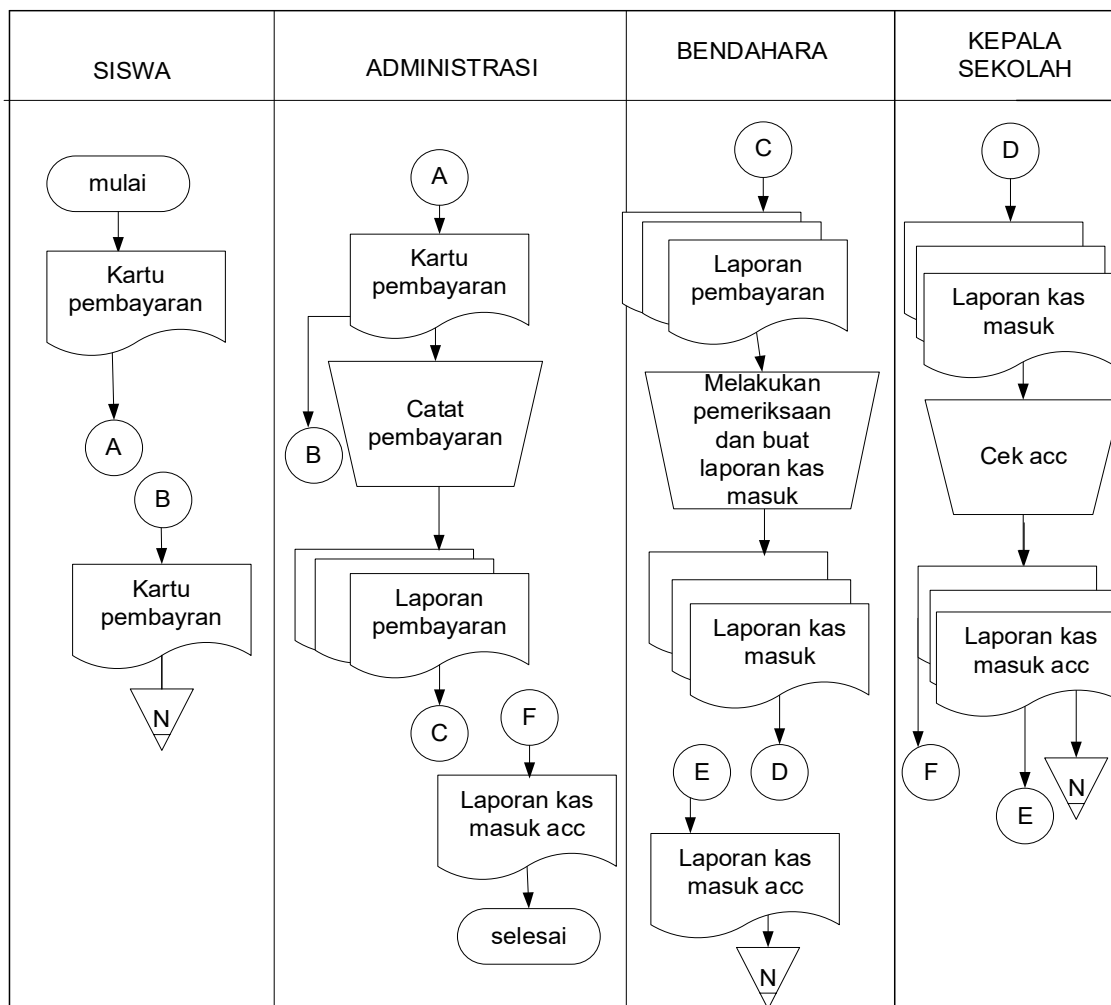 SISWA
ADMINISTRASI
BENDAHARA
KEPALA
SEKOLAH
mulai
Kartu
pembayaran
A
B
Kartu
pembayran
N
A
Kartu
pembayaran
B
Catat
pembayaran
Laporan
pembayaran
C
F
Laporan kas
masuk acc
selesai
C
Laporan
pembayaran
Melakukan
pemeriksaan
dan buat
laporan kas
masuk
Laporan kas
masuk
D
E
Laporan kas
masuk acc
N
D
Laporan kas
masuk
Cek acc
Laporan kas
masuk acc
F
E
N